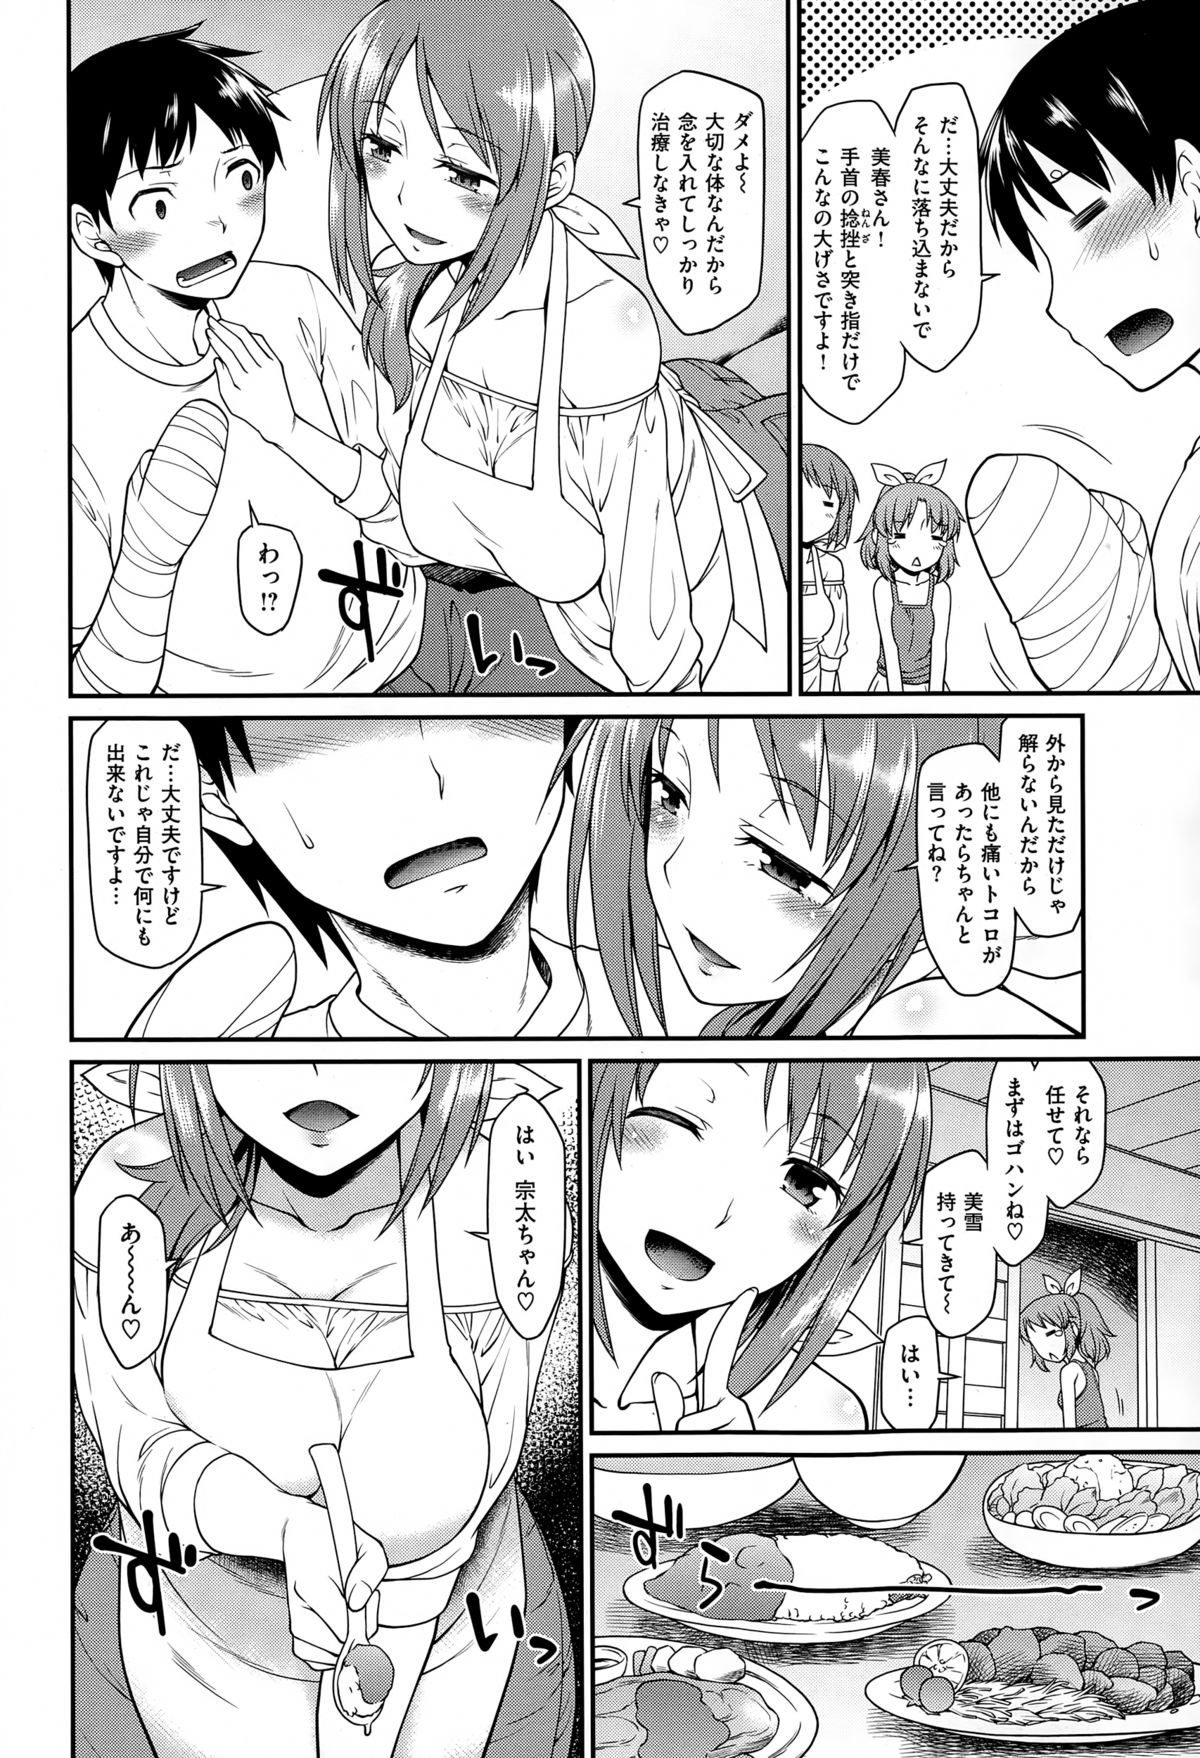 だ…大丈夫だから
そんなに落ち込まないで
美春さん！
手首の捻挫と突き指だけで
ねんざ
こんなの大げさですよ！
ダメよ～
大切な体なんだから
念を入れてしっかり
治療しなきゃ♡
わっ!?
ずいっ
外から見ただけじゃ
解らないんだから
他にも痛いトコロが
あったらちゃんと
言ってね？
だ…大丈夫ですけど
これじゃ自分で何にも
出来ないですよ…
それなら
任せて♡
まずはゴハンね♡
美雪
持ってきて～
はい…
ずらーっ
はい 宗太ちゃん♡
あ～～～ん♡
ずいっ